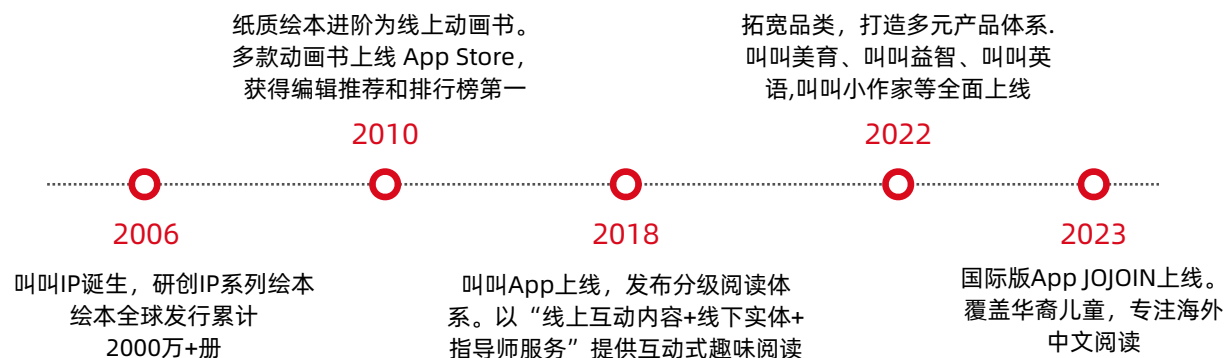 纸质绘本进阶为线上动画书。
多款动画书上线 App Store，
获得编辑推荐和排行榜第一
2010
拓宽品类，打造多元产品体系.
叫叫美育、叫叫益智、叫叫英
语,叫叫小作家等全面上线
2022
2006
叫叫IP诞生，研创IP系列绘本
绘本全球发行累计
2000万+册
2018
叫叫App上线，发布分级阅读体
系。以“线上互动内容+线下实体+
指导师服务”提供互动式趣味阅读
2023
国际版App JOJOIN上线。
覆盖华裔儿童，专注海外
中文阅读